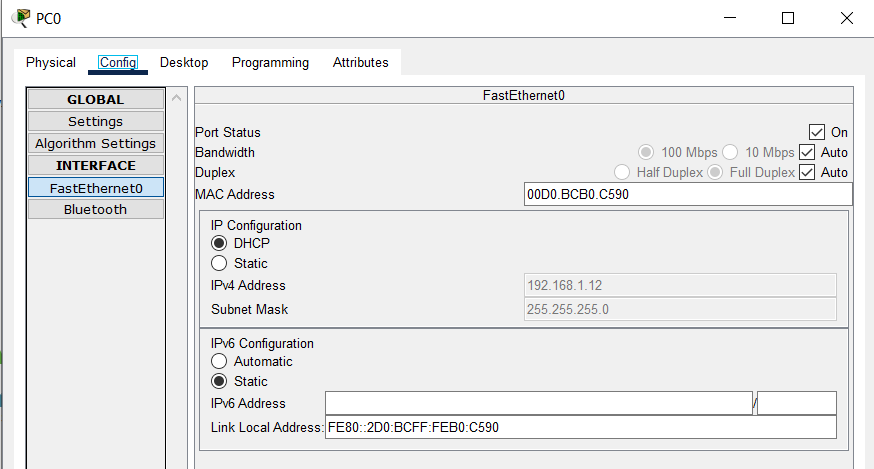 PC0
Physical Config Desktop Programming Attributes
GLOBAL
Settings
Algorithm Settings
INTERFACE
FastEthernet0
Bluetooth
FastEthernet0
Port Status On
Bandwidth 100 Mbps 10 Mbps Auto
Duplex Half Duplex Full Duplex Auto
MAC Address 00D0.BCB0.C590
IP Configuration
DHCP
Static
IPv4 Address 192.168.1.12
Subnet Mask 255.255.255.0
IPv6 Configuration
Automatic
Static
IPv6 Address /
Link Local Address: FE80::2D0:BCFF:FEB0:C590